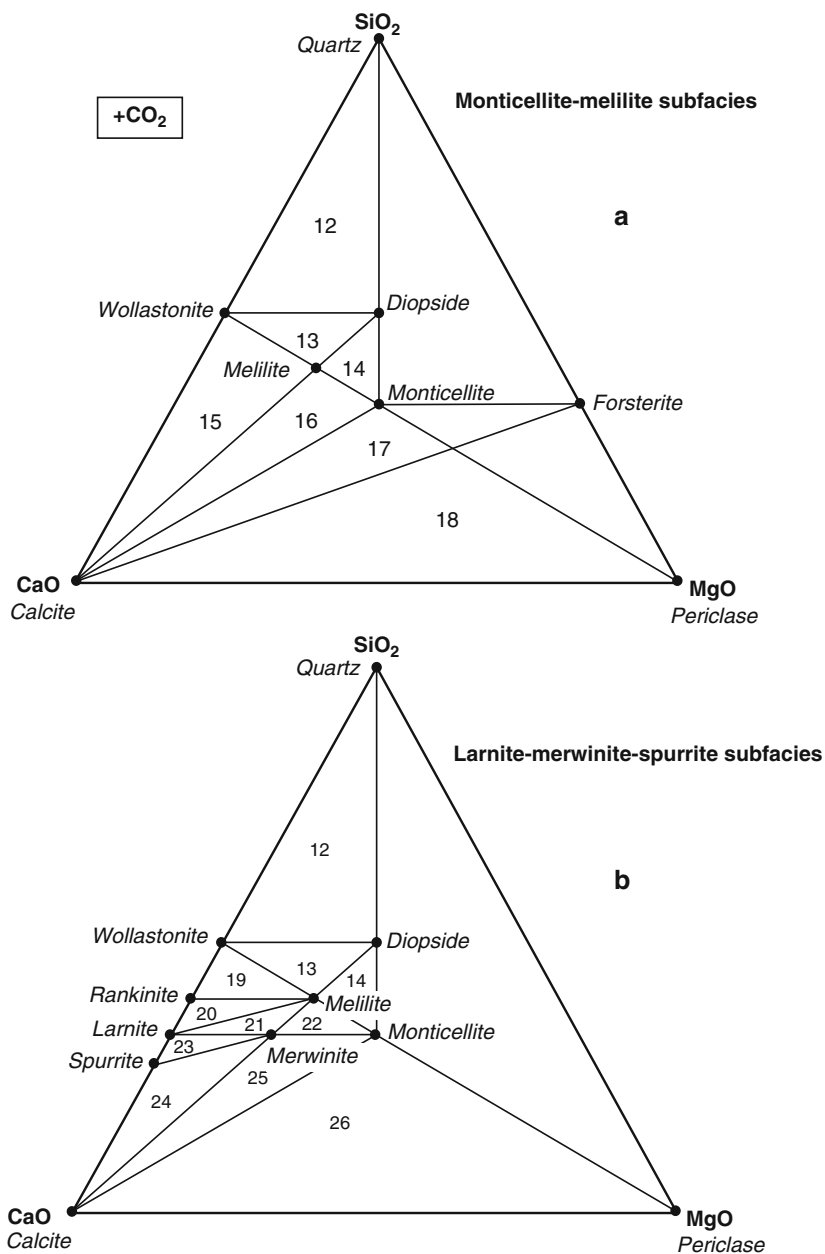 SiO2
Quartz
+CO2
Monticellite-melilite subfacies
a
12
Wollastonite
Diopside
13
Melilite
14
Monticellite
Forsterite
15
16
17
18
CaO
Calcite
MgO
Periclase
SiO2
Quartz
Larnite-merwinite-spurrite subfacies
b
12
Wollastonite
Diopside
19
13
14
Rankinite
Melilite
20
Larnite
21
22
Monticellite
23
Spurrite
Merwinite
24
25
26
CaO
Calcite
MgO
Periclase